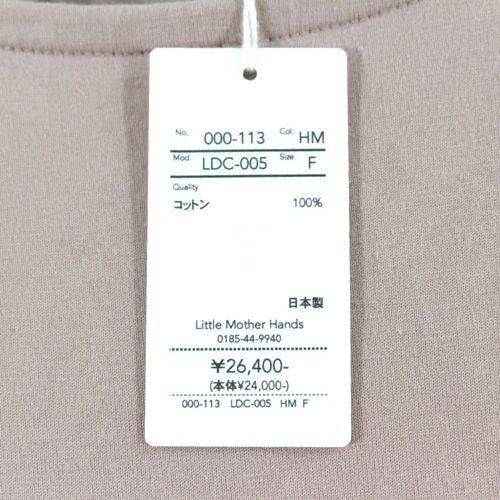 No. 000-113 Col. HM
Mod. LDC-005 Size F
Quality
コットン 100%
日本製
Little Mother Hands
0185-44-9940
¥26,400-
(本体¥24,000-)
000-113 LDC-005 HM F